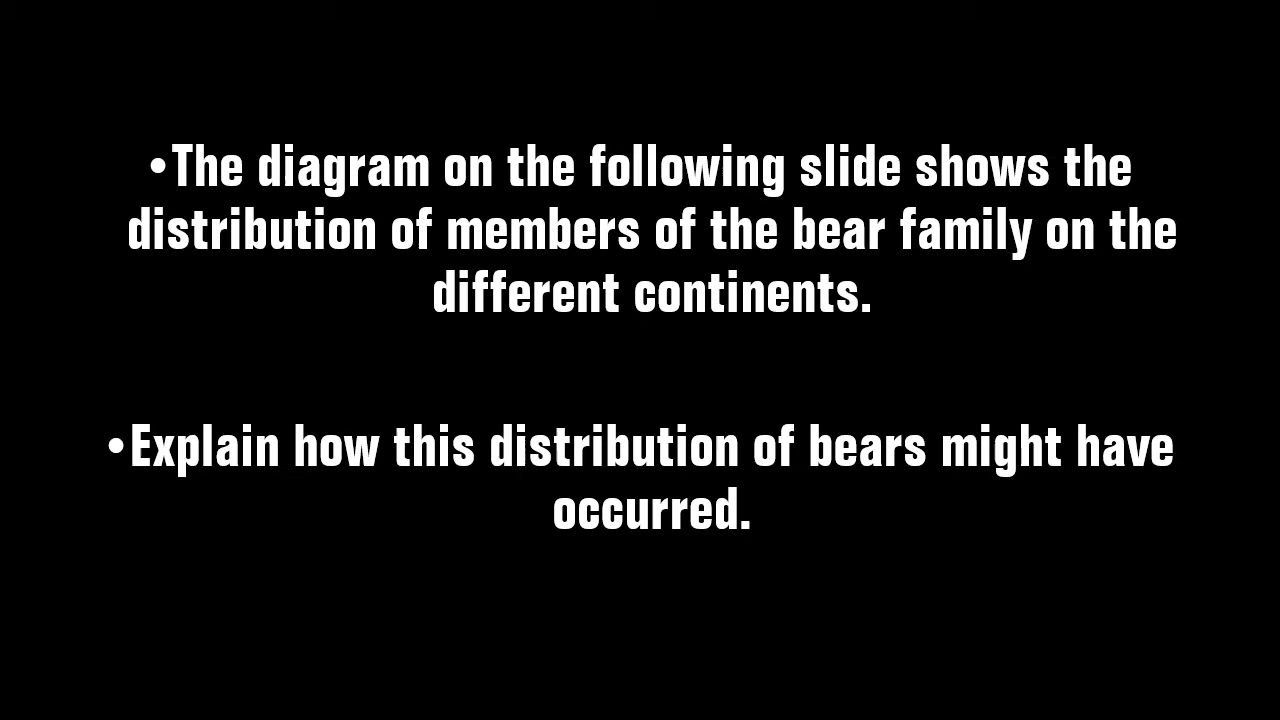 •The diagram on the following slide shows the
distribution of members of the bear family on the
different continents.
•Explain how this distribution of bears might have
occurred.